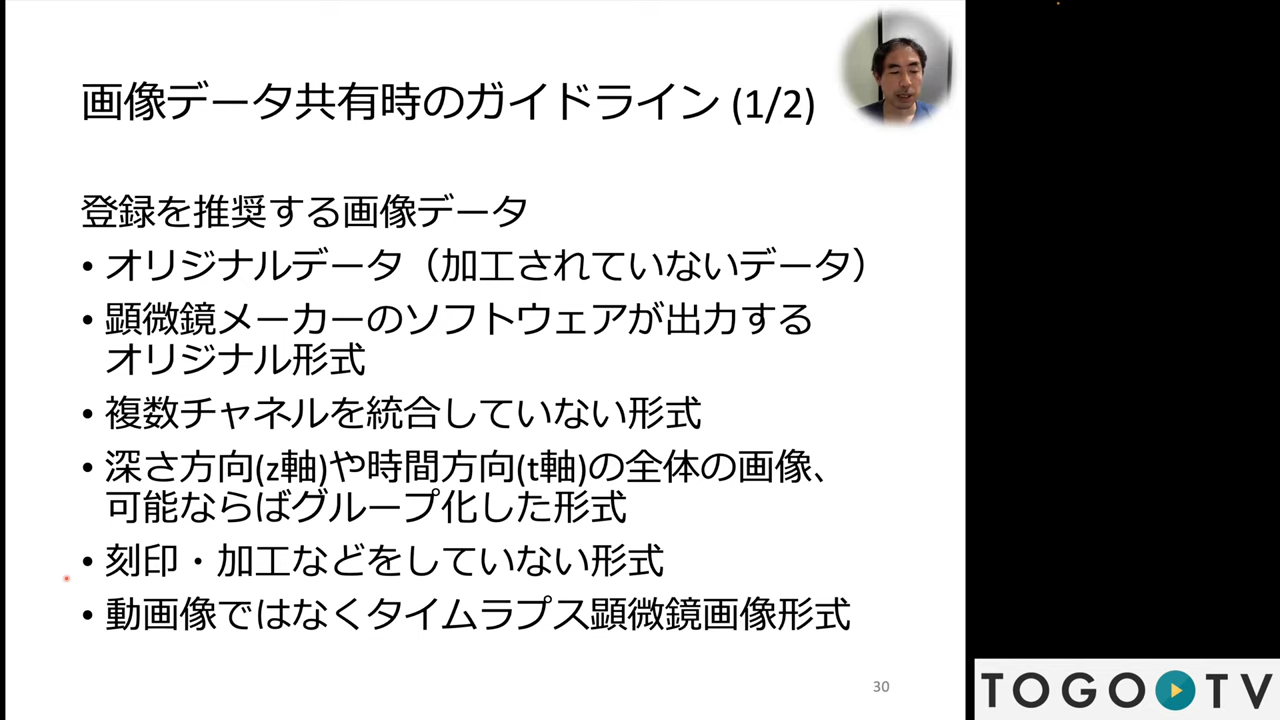 画像データ共有時のガイドライン (1/2)
登録を推奨する画像データ
• オリジナルデータ（加工されていないデータ）
• 顕微鏡メーカーのソフトウェアが出力する
オリジナル形式
• 複数チャネルを統合していない形式
• 深さ方向(z軸)や時間方向(t軸)の全体の画像、
可能ならばグループ化した形式
• 刻印・加工などをしていない形式
• 動画像ではなくタイムラプス顕微鏡画像形式
30
TOGO TV